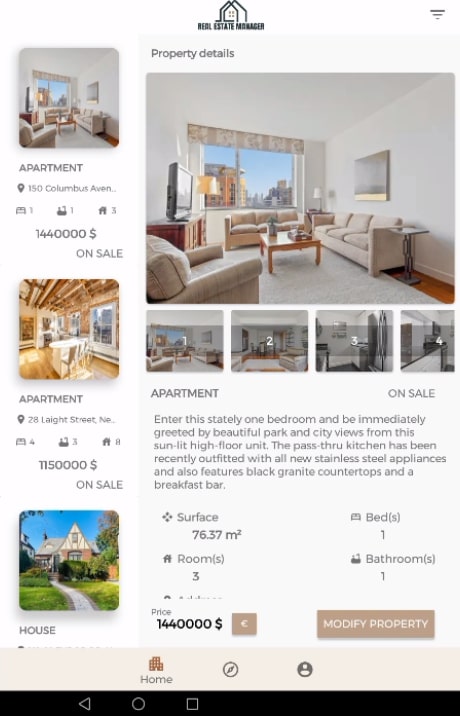 REAL ESTATE MANAGER
APARTMENT
150 Columbus Aven...
1
1
3
1440000 $
ON SALE
APARTMENT
28 Laight Street, Ne...
4
3
8
1150000 $
ON SALE
HOUSE
Property details
1
2
3
4
APARTMENT
ON SALE
Enter this stately one bedroom and be immediately
greeted by beautiful park and city views from this
sun-lit high-floor unit. The pass-thru kitchen has been
recently outfitted with all new stainless steel appliances
and also features black granite countertops and a
breakfast bar.
Surface
76.37 m²
Bed(s)
1
Room(s)
3
Bathroom(s)
1
Price
1440000 $
€
MODIFY PROPERTY
Home